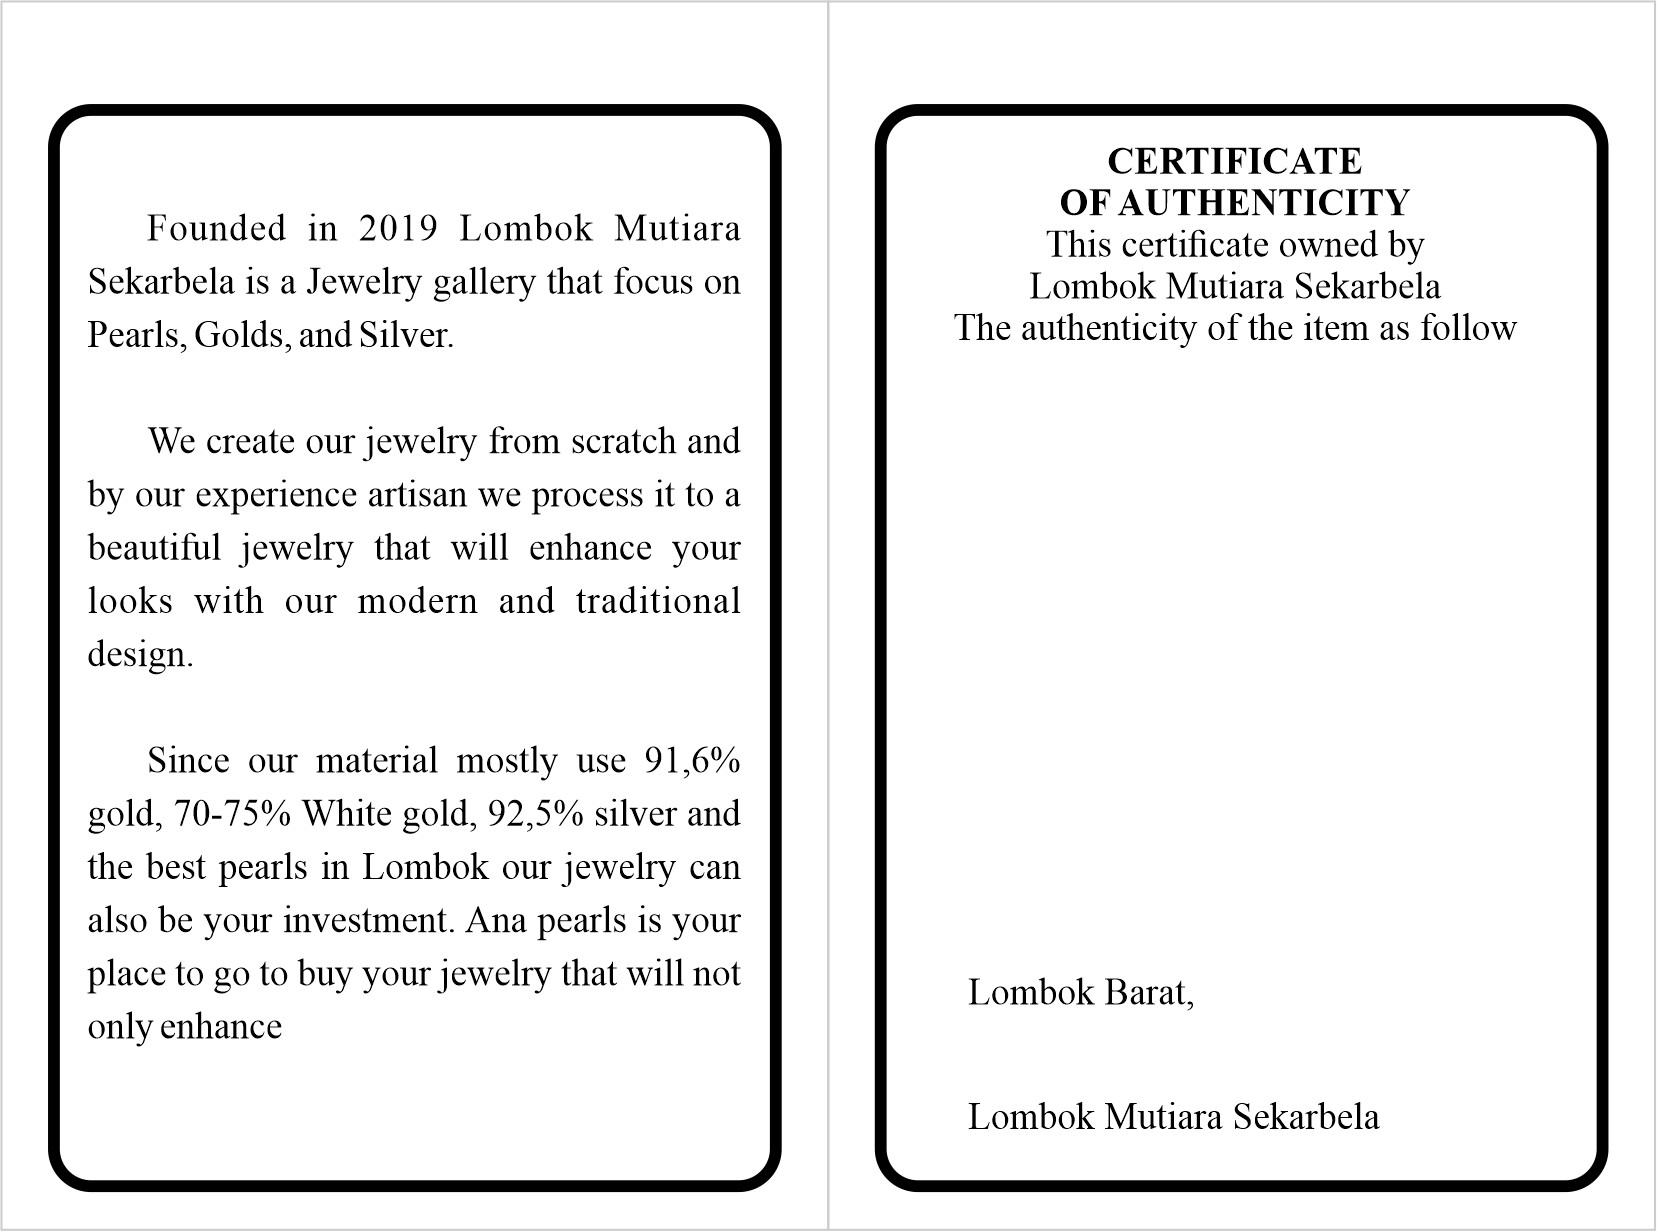 Founded in 2019 Lombok Mutiara
Sekarbela is a Jewelry gallery that focus on
Pearls, Golds, and Silver.
We create our jewelry from scratch and
by our experience artisan we process it to a
beautiful jewelry that will enhance your
looks with our modern and traditional
design.
Since our material mostly use 91,6%
gold, 70-75% White gold, 92,5% silver and
the best pearls in Lombok our jewelry can
also be your investment. Ana pearls is your
place to go to buy your jewelry that will not
only enhance
CERTIFICATE
OF AUTHENTICITY
This certificate owned by
Lombok Mutiara Sekarbela
The authenticity of the item as follow
Lombok Barat,
Lombok Mutiara Sekarbela